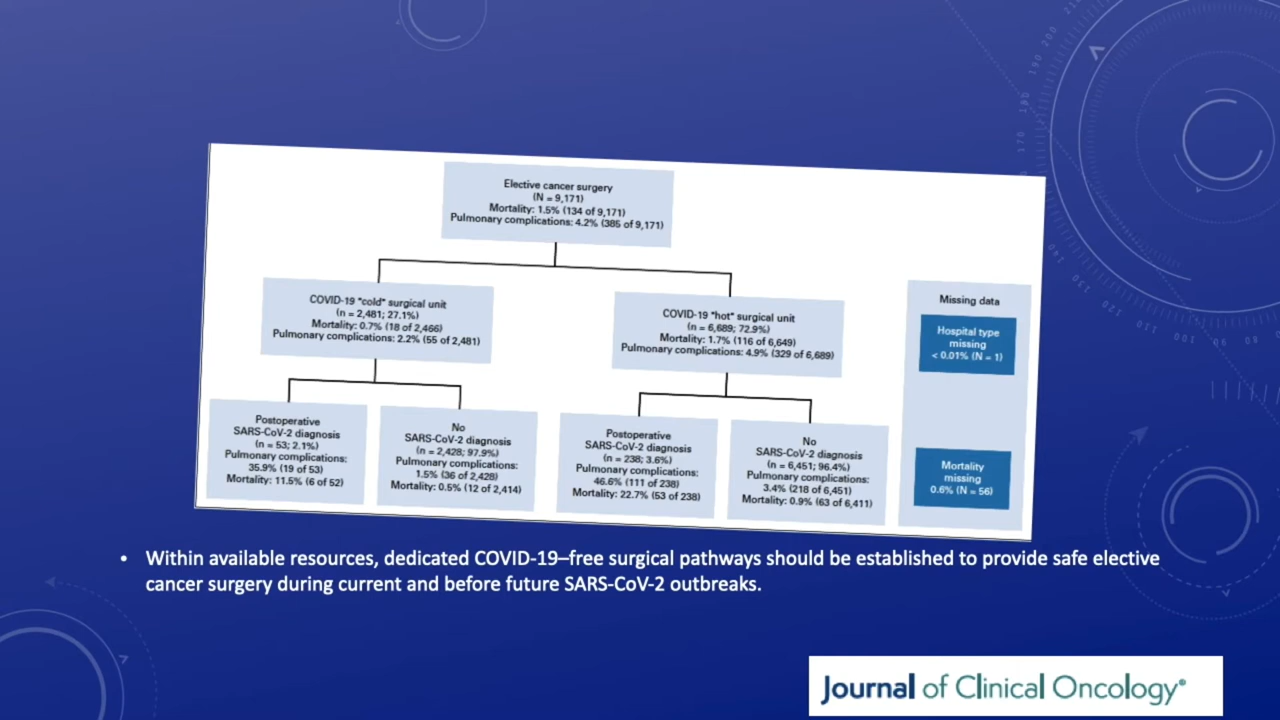 Elective cancer surgery
(N = 9,171)
Mortality: 1.5% (134 of 9,171)
Pulmonary complications: 4.2% (385 of 9,171)
COVID-19 "cold" surgical unit
(n = 2,481; 27.1%)
Mortality: 0.7% (18 of 2,466)
Pulmonary complications: 2.2% (55 of 2,481)
COVID-19 "hot" surgical unit
(n = 6,689; 72.9%)
Mortality: 1.7% (116 of 6,649)
Pulmonary complications: 4.9% (329 of 6,689)
Missing data
Hospital type
missing
< 0.01% (N = 1)
Postoperative
SARS-CoV-2 diagnosis
(n = 53; 2.1%)
Pulmonary complications:
35.9% (19 of 53)
Mortality: 11.5% (6 of 52)
No
SARS-CoV-2 diagnosis
(n = 2,428; 97.9%)
Pulmonary complications:
1.5% (36 of 2,428)
Mortality: 0.5% (12 of 2,414)
Postoperative
SARS-CoV-2 diagnosis
(n = 238; 3.6%)
Pulmonary complications:
46.6% (111 of 238)
Mortality: 22.7% (53 of 238)
No
SARS-CoV-2 diagnosis
(n = 6,451; 96.4%)
Pulmonary complications:
3.4% (218 of 6,451)
Mortality: 0.9% (63 of 6,411)
Mortality
missing
0.6% (N = 56)
• Within available resources, dedicated COVID-19–free surgical pathways should be established to provide safe elective
cancer surgery during current and before future SARS-CoV-2 outbreaks.
Journal of Clinical Oncology®